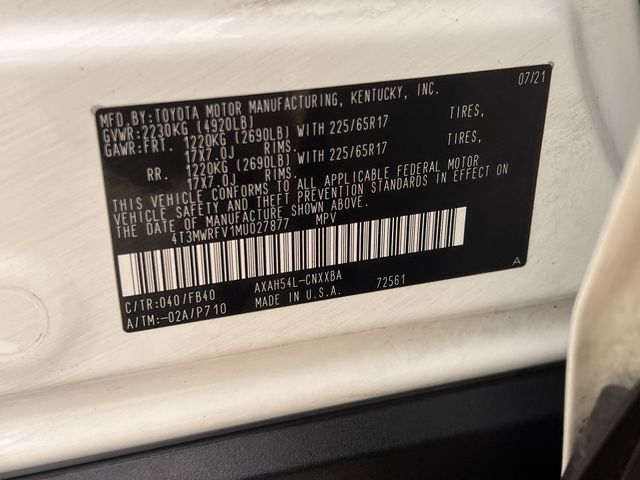 07/21
MFD.BY:TOYOTA MOTOR MANUFACTURING, KENTUCKY, INC.
GVWR:2230KG (4920LB)
GAWR:FRT. 1220KG (2690LB) WITH 225/65R17 TIRES,
17X7.0J RIMS.
RR. 1220KG (2690LB) WITH 225/65R17 TIRES,
17X7.0J RIMS.
THIS VEHICLE CONFORMS TO ALL APPLICABLE FEDERAL MOTOR
VEHICLE SAFETY AND THEFT PREVENTION STANDARDS IN EFFECT ON
THE DATE OF MANUFACTURE SHOWN ABOVE.
4T3MWRFV1MU027877 MPV
C/TR:040/FB40 AXAH54L-CNXXBA 72561
A/TM:-02A/P710 MADE IN U.S.A. A